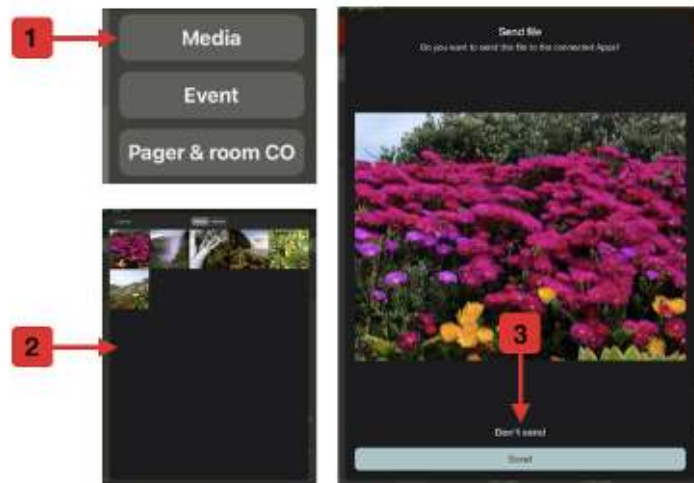 1
Media
Event
Pager & room CO
2
Send file
Do you want to send this file to the connected Apps?
3
Don't send
Send